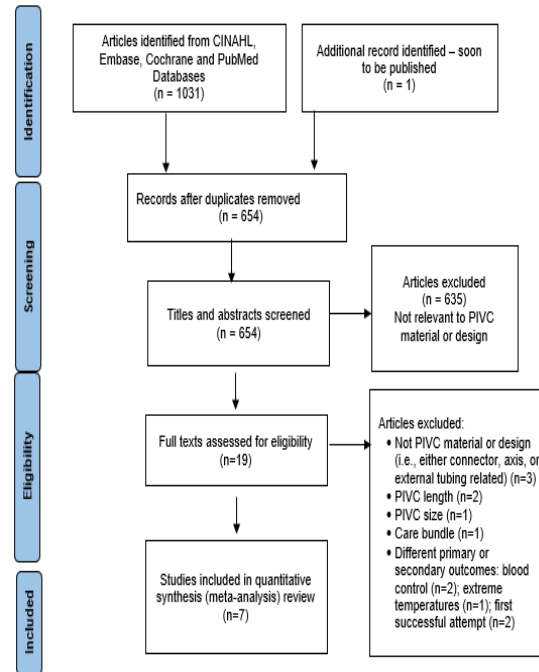 Identification
Articles identified from CINAHL,
Embase, Cochrane and PubMed
Databases
(n = 1031)
Additional record identified – soon
to be published
(n = 1)
Screening
Records after duplicates removed
(n = 654)
Titles and abstracts screened
(n = 654)
Articles excluded
(n = 635)
Not relevant to PIVC
material or design
Eligibility
Full texts assessed for eligibility
(n=19)
Articles excluded:
• Not PIVC material or design
(i.e., either connector, axis, or
external tubing related) (n=3)
• PIVC length (n=2)
• PIVC size (n=1)
• Care bundle (n=1)
• Different primary or
secondary outcomes: blood
control (n=2); extreme
temperatures (n=1); first
successful attempt (n=2)
Included
Studies included in quantitative
synthesis (meta-analysis) review
(n=7)